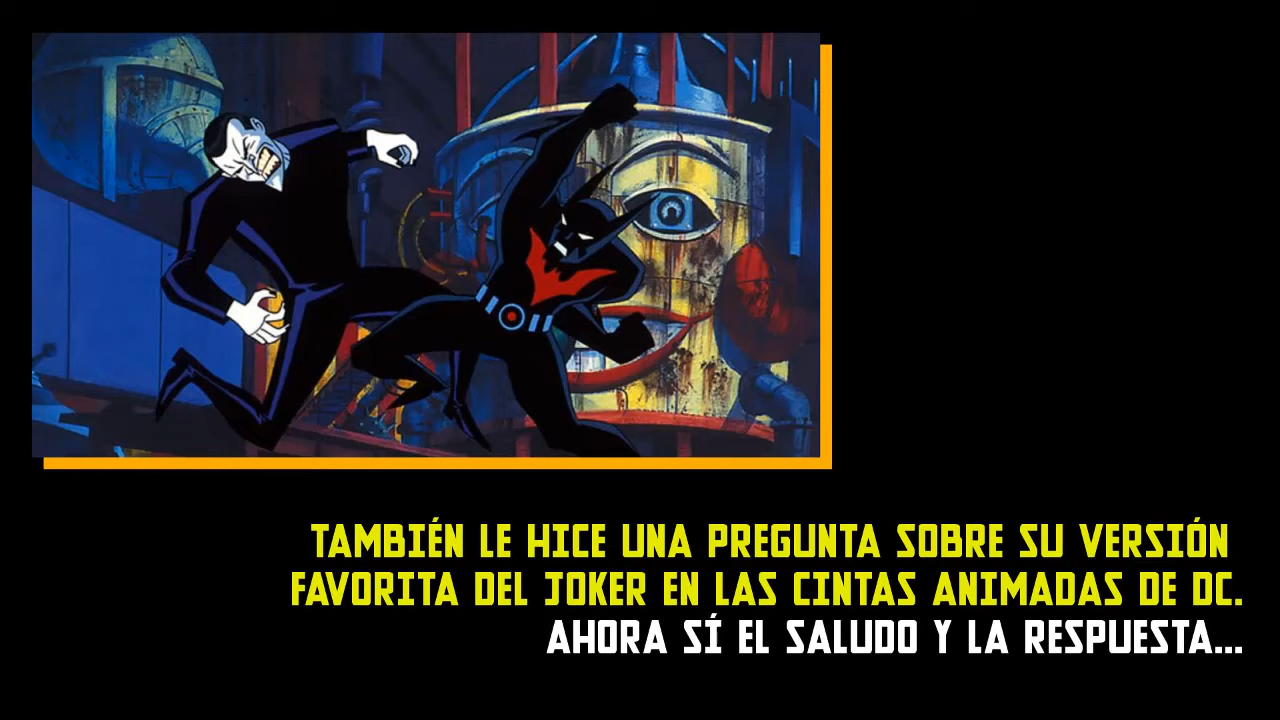 TAMBIÉN LE HICE UNA PREGUNTA SOBRE SU VERSIÓN
FAVORITA DEL JOKER EN LAS CINTAS ANIMADAS DE DC.
AHORA SÍ EL SALUDO Y LA RESPUESTA...